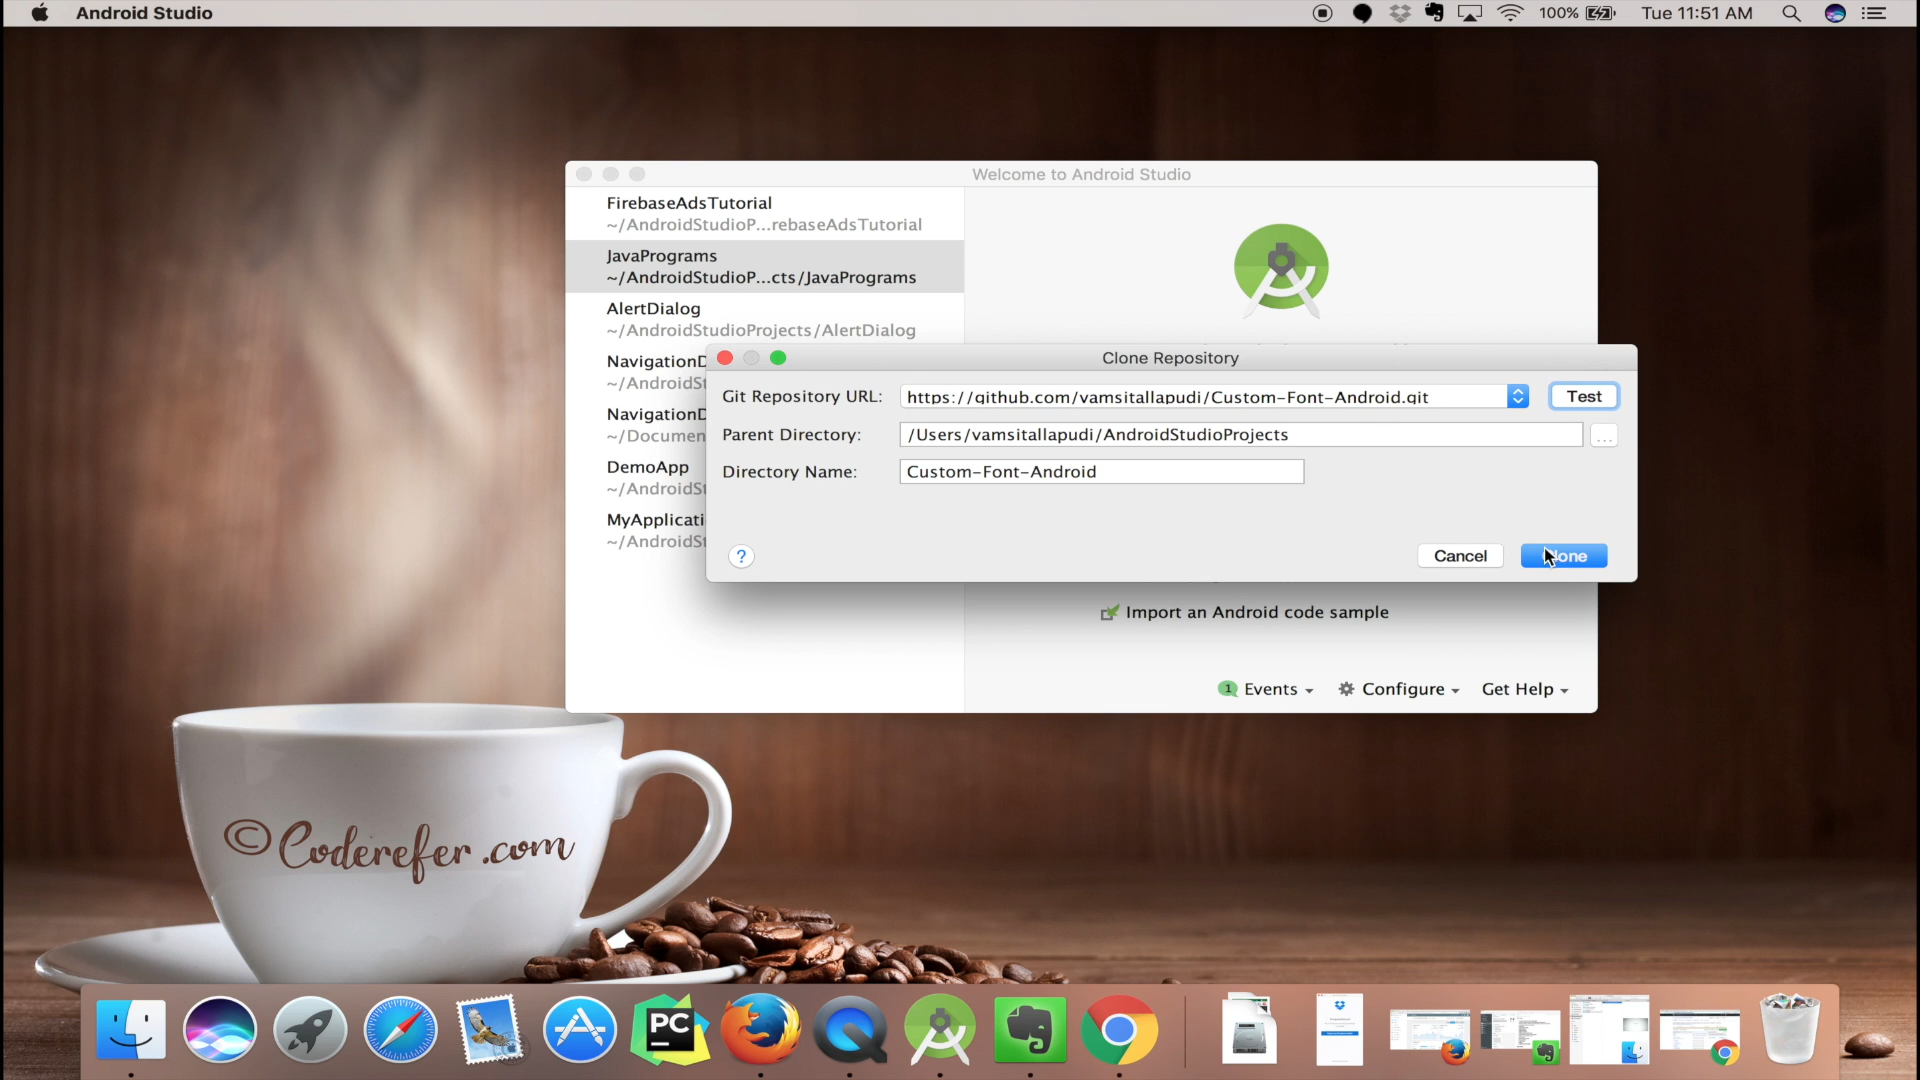 Android Studio
100%
Tue 11:51 AM
Welcome to Android Studio
FirebaseAdsTutorial
~/AndroidStudioP...rebaseAdsTutorial
JavaPrograms
~/AndroidStudioP...cts/JavaPrograms
AlertDialog
~/AndroidStudioProjects/AlertDialog
NavigationD
~/AndroidSt
NavigationD
~/Documen
DemoApp
~/AndroidSt
MyApplicati
~/AndroidSt
Clone Repository
Git Repository URL:
https://github.com/vamsitallapudi/Custom-Font-Android.git
Test
Parent Directory:
/Users/vamsitallapudi/AndroidStudioProjects
...
Directory Name:
Custom-Font-Android
?
Cancel
Clone
Import an Android code sample
1 Events
Configure
Get Help
©Coderefer.com
PC